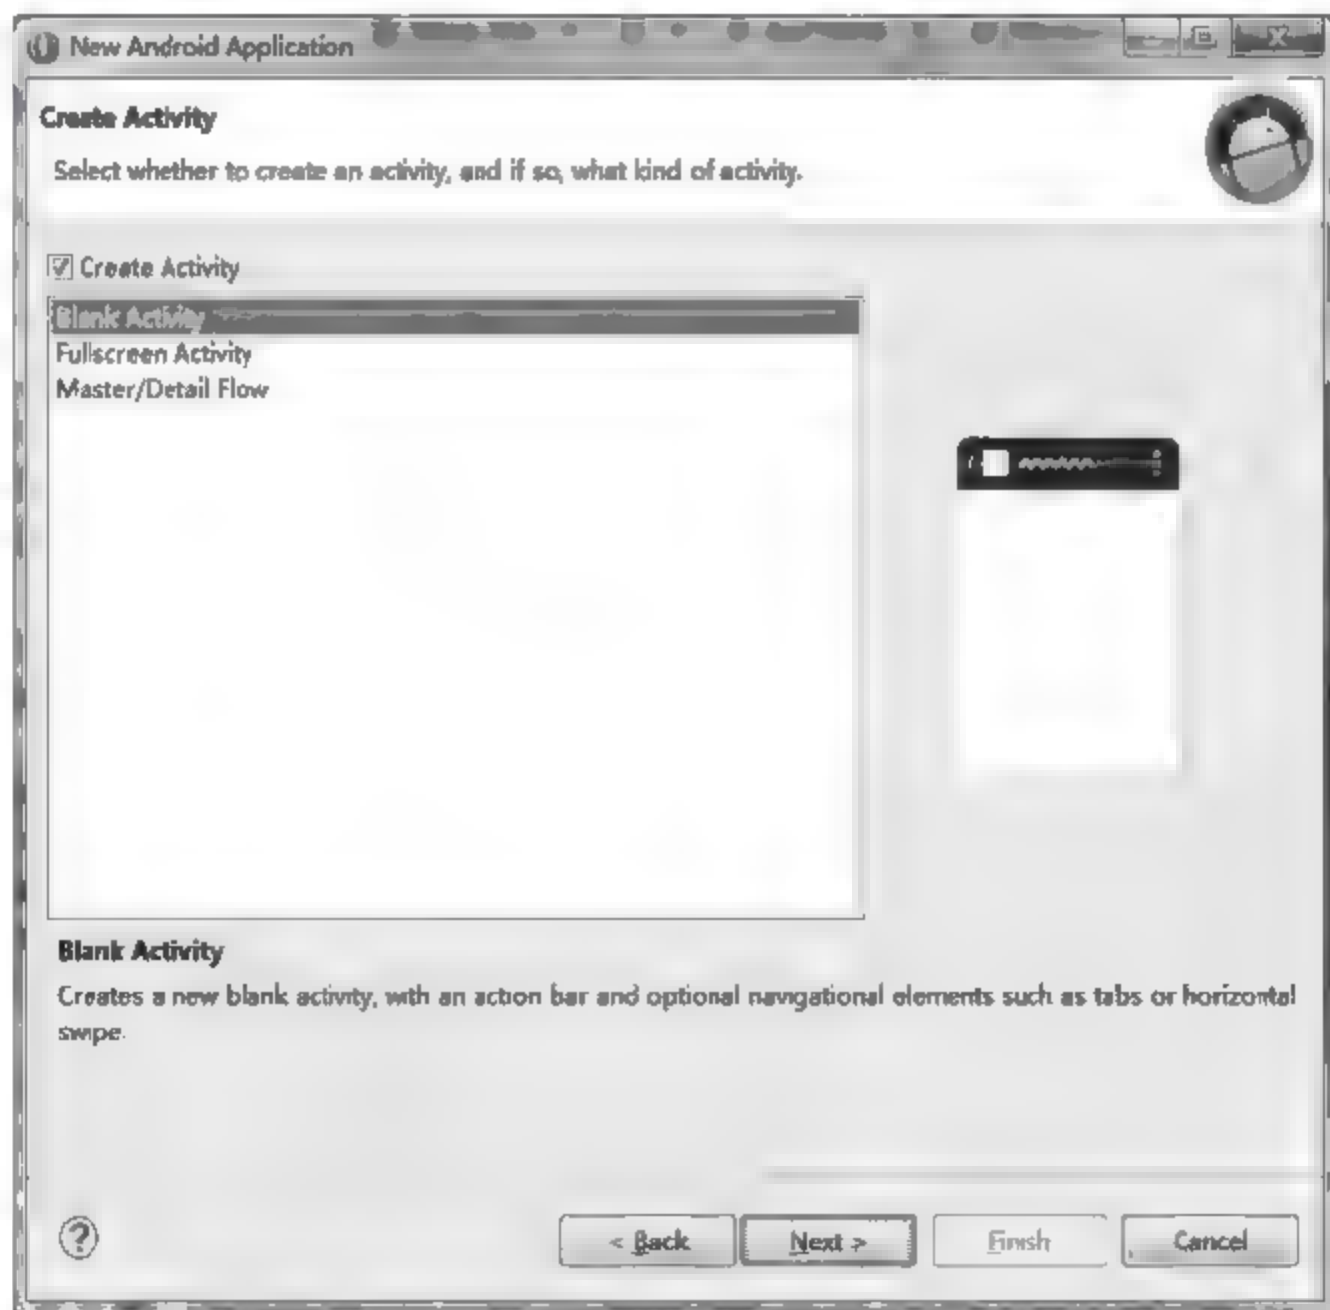 New Android Application
Create Activity
Select whether to create an activity, and if so, what kind of activity.
Create Activity
Blank Activity
Fullscreen Activity
Master/Detail Flow
Blank Activity
Creates a new blank activity, with an action bar and optional navigational elements such as tabs or horizontal
swipe.
?
< Back Next > Finish Cancel